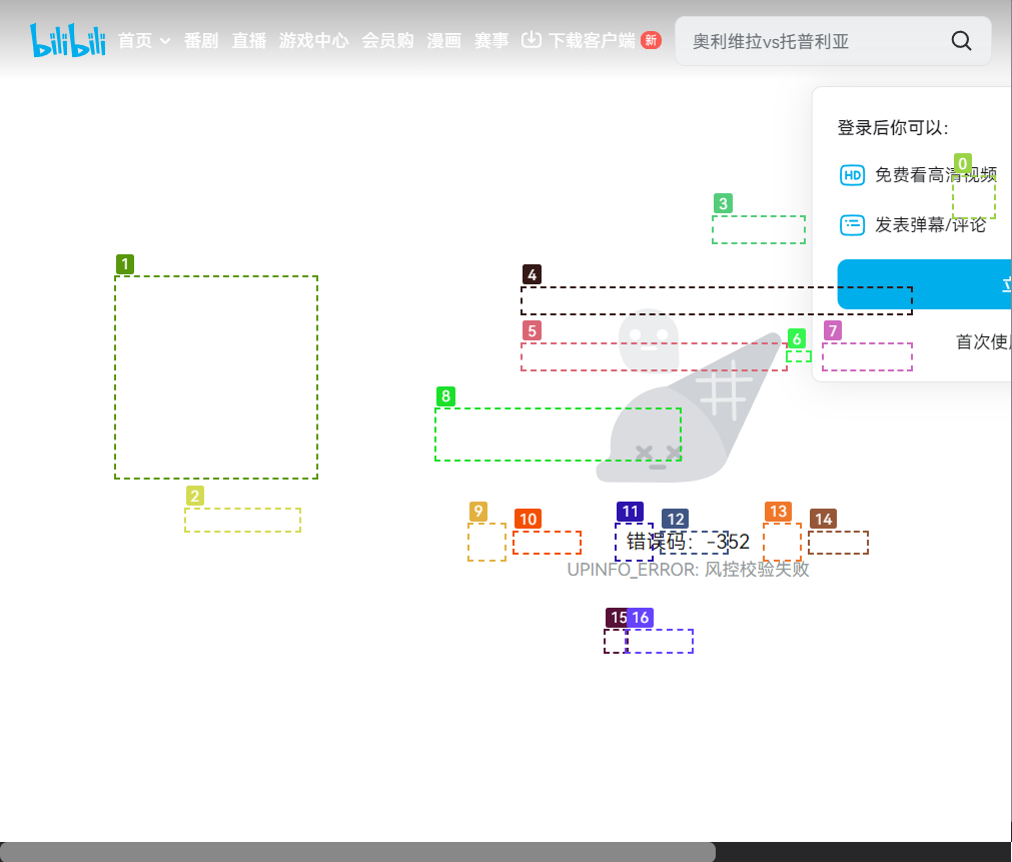 bilibili 首页 番剧 直播 游戏中心 会员购 漫画 赛事 下载客户端 新 奥利维拉vs托普利亚
登录后你可以：
0
HD 免费看高清视频
3
发表弹幕/评论
1
4
立
5
6
7
首次使
8
2
9
10
11
12
13
14
错误码：-352
UPINFO_ERROR: 风控校验失败
15
16